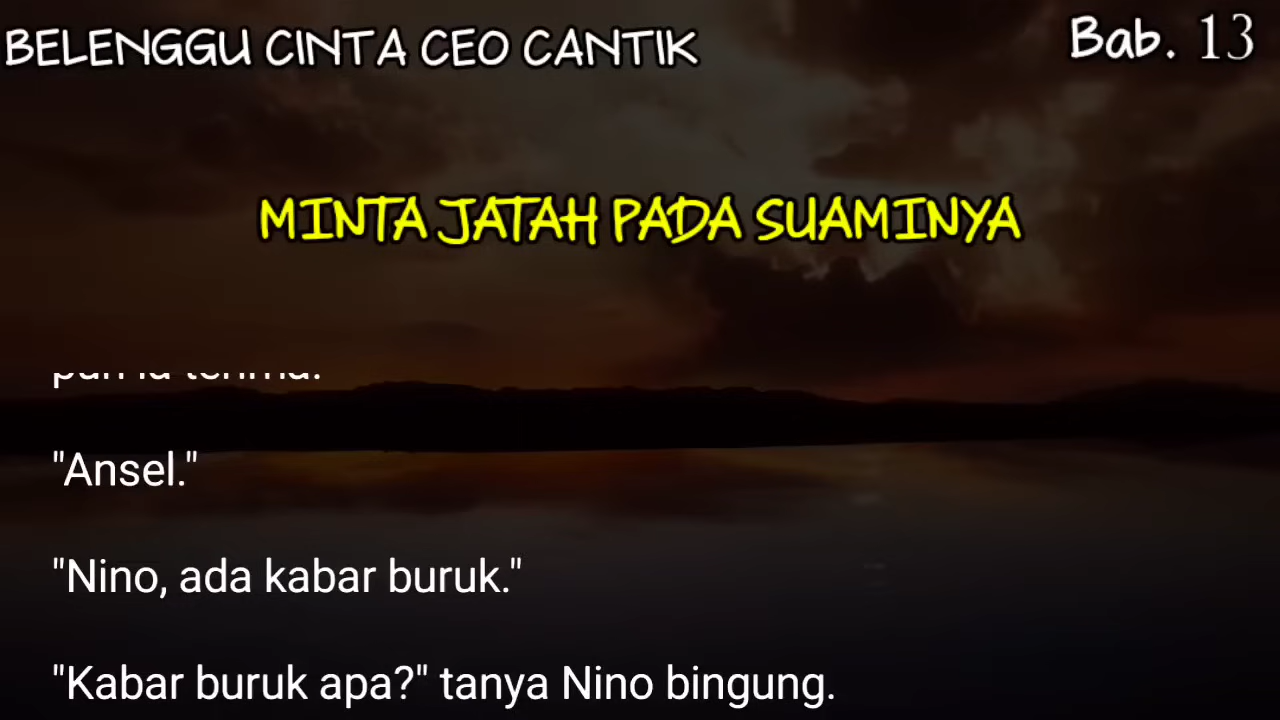 BELENGGU CINTA CEO CANTIK
Bab. 13
MINTA JATAH PADA SUAMINYA
"Ansel."
"Nino, ada kabar buruk."
"Kabar buruk apa?" tanya Nino bingung.